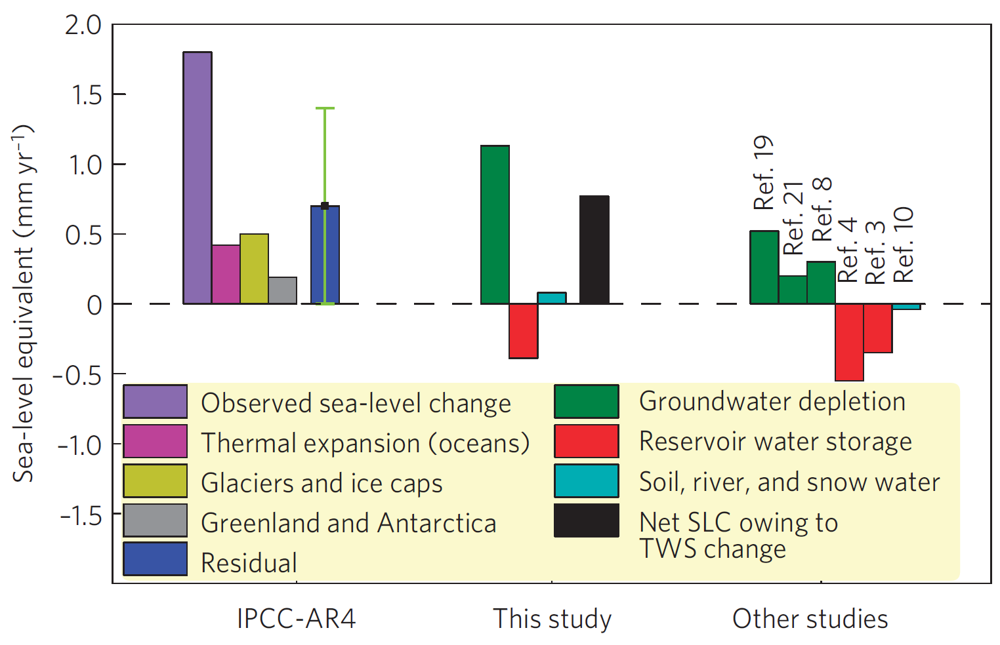 2.0
1.5
1.0
0.5
0
-0.5
-1.0
-1.5
Sea-level equivalent (mm yr⁻¹)
Ref. 19
Ref. 21
Ref. 8
Ref. 4
Ref. 3
Ref. 10
Observed sea-level change
Thermal expansion (oceans)
Glaciers and ice caps
Greenland and Antarctica
Residual
Groundwater depletion
Reservoir water storage
Soil, river, and snow water
Net SLC owing to
TWS change
IPCC-AR4
This study
Other studies